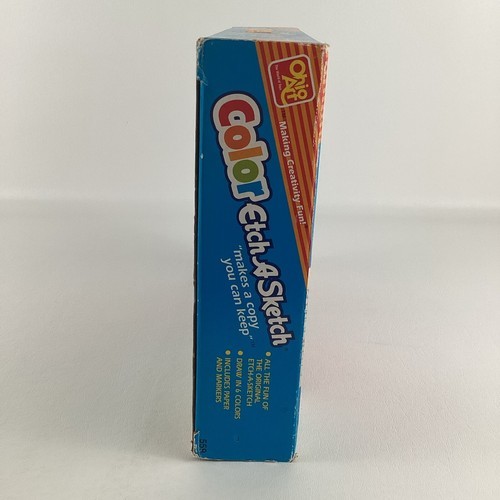 Ohio
Art
Making Creativity Fun!
Color Etch A Sketch
"makes a copy
you can keep"
• ALL THE FUN OF
THE ORIGINAL
ETCH-A-SKETCH
• DRAW IN 6 COLORS
• INCLUDES PAPER
AND MARKERS